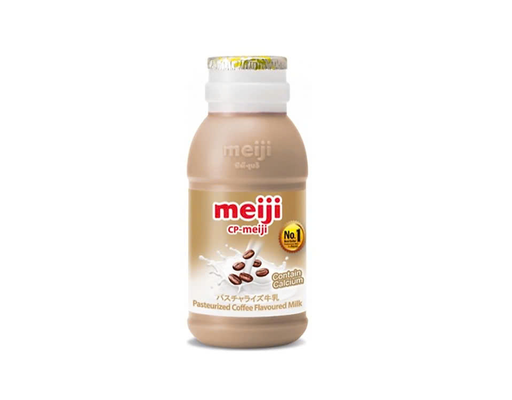 meiji
meiji
CP-meiji
No.1
Contain
Calcium
パスチャライズ牛乳
Pasteurized Coffee Flavoured Milk